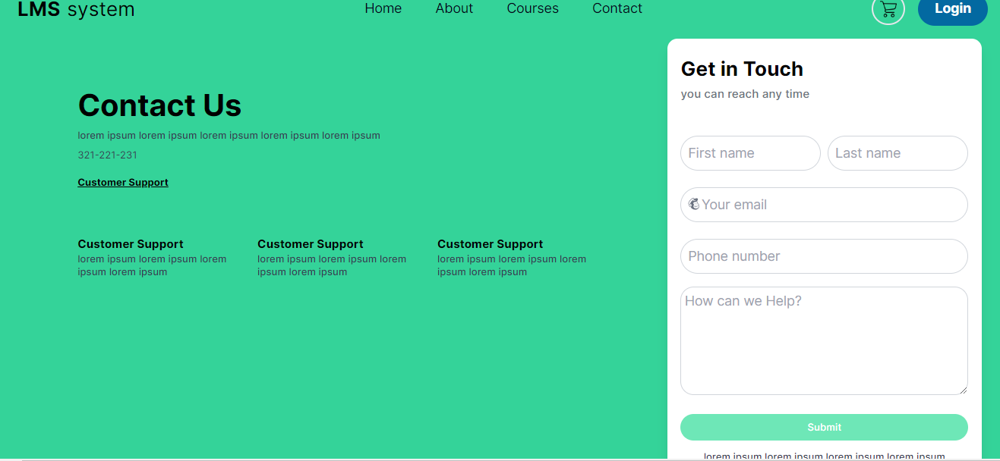 LMS system
Home About Courses Contact
Login
Contact Us
lorem ipsum lorem ipsum lorem ipsum lorem ipsum lorem ipsum
321-221-231
Customer Support
Customer Support
lorem ipsum lorem ipsum lorem
ipsum lorem ipsum
Customer Support
lorem ipsum lorem ipsum lorem
ipsum lorem ipsum
Customer Support
lorem ipsum lorem ipsum lorem
ipsum lorem ipsum
Get in Touch
you can reach any time
First name
Last name
Your email
Phone number
How can we Help?
Submit
lorem ipsum lorem ipsum lorem ipsum lorem ipsum